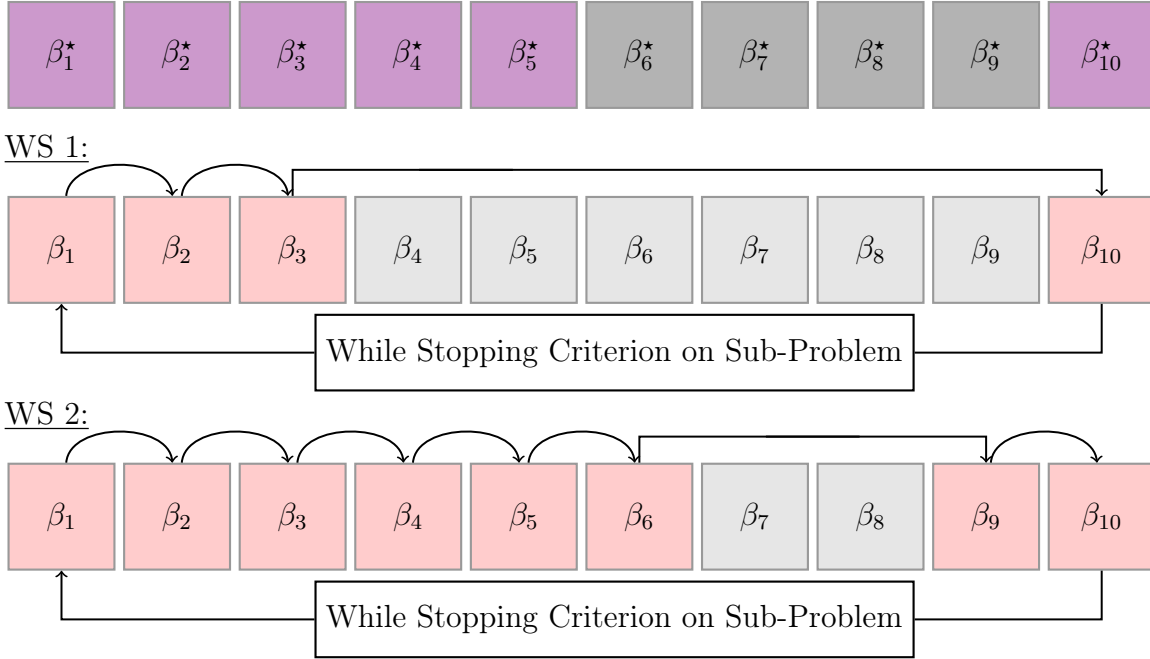 β₁★ β₂★ β₃★ β₄★ β₅★ β₆★ β₇★ β₈★ β₉★ β₁₀★
WS 1:
β₁ β₂ β₃ β₄ β₅ β₆ β₇ β₈ β₉ β₁₀
While Stopping Criterion on Sub-Problem
WS 2:
β₁ β₂ β₃ β₄ β₅ β₆ β₇ β₈ β₉ β₁₀
While Stopping Criterion on Sub-Problem